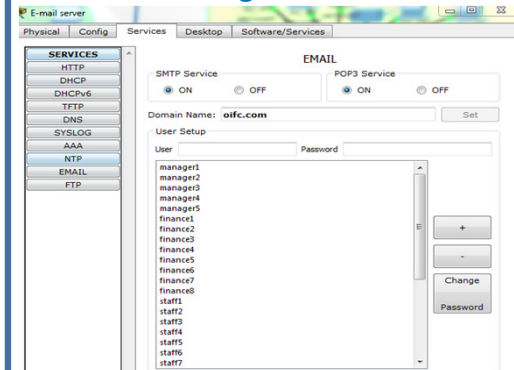 E-mail server
Physical Config Services Desktop Software/Services
SERVICES
HTTP
DHCP
DHCPv6
TFTP
DNS
SYSLOG
AAA
NTP
EMAIL
FTP
EMAIL
SMTP Service
ON OFF
POP3 Service
ON OFF
Domain Name: oifc.com Set
User Setup
User Password
manager1
manager2
manager3
manager4
manager5
finance1
finance2
finance3
finance4
finance5
finance6
finance7
finance8
staff1
staff2
staff3
staff4
staff5
staff6
staff7
+
-
Change
Password